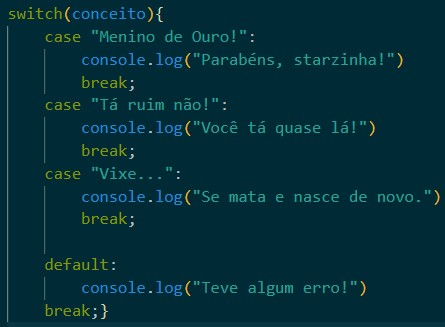 switch(conceito){
case "Menino de Ouro!":
console.log("Parabéns, starzinha!")
break;
case "Tá ruim não!":
console.log("Você tá quase lá!")
break;
case "Vixe...":
console.log("Se mata e nasce de novo.")
break;
default:
console.log("Teve algum erro!")
break;}